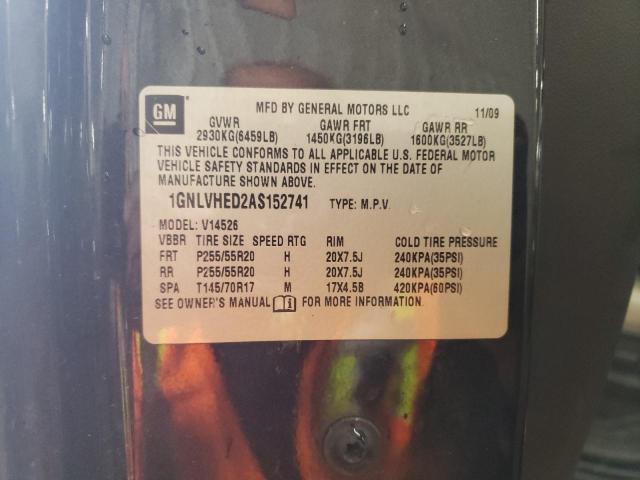 GM
MFD BY GENERAL MOTORS LLC 11/09
GVWR GAWR FRT GAWR RR
2930KG(6459LB) 1450KG(3196LB) 1600KG(3527LB)
THIS VEHICLE CONFORMS TO ALL APPLICABLE U.S. FEDERAL MOTOR
VEHICLE SAFETY STANDARDS IN EFFECT ON THE DATE OF
MANUFACTURE SHOWN ABOVE.
1GNLVHED2AS152741 TYPE: M.P.V.
MODEL: V14526
VBBR TIRE SIZE SPEED RTG RIM COLD TIRE PRESSURE
FRT P255/55R20 H 20X7.5J 240KPA(35PSI)
RR P255/55R20 H 20X7.5J 240KPA(35PSI)
SPA T145/70R17 M 17X4.5B 420KPA(60PSI)
SEE OWNER'S MANUAL FOR MORE INFORMATION.